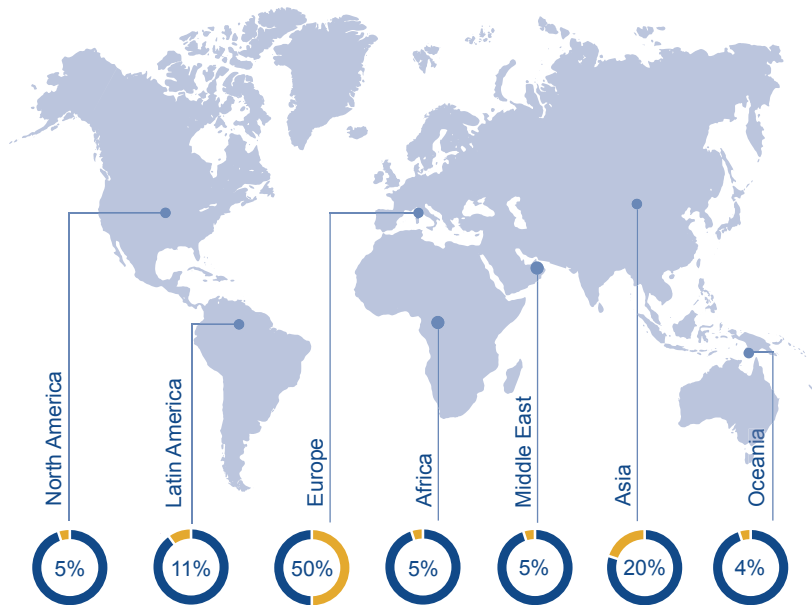 North America
Latin America
Europe
Africa
Middle East
Asia
Oceania
5%
11%
50%
5%
5%
20%
4%